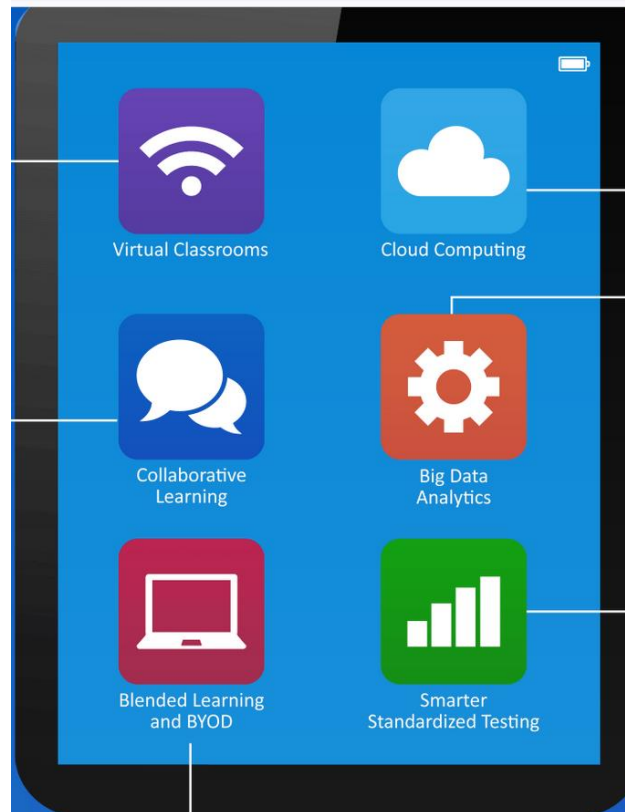 Virtual Classrooms
Cloud Computing
Collaborative
Learning
Big Data
Analytics
Blended Learning
and BYOD
Smarter
Standardized Testing